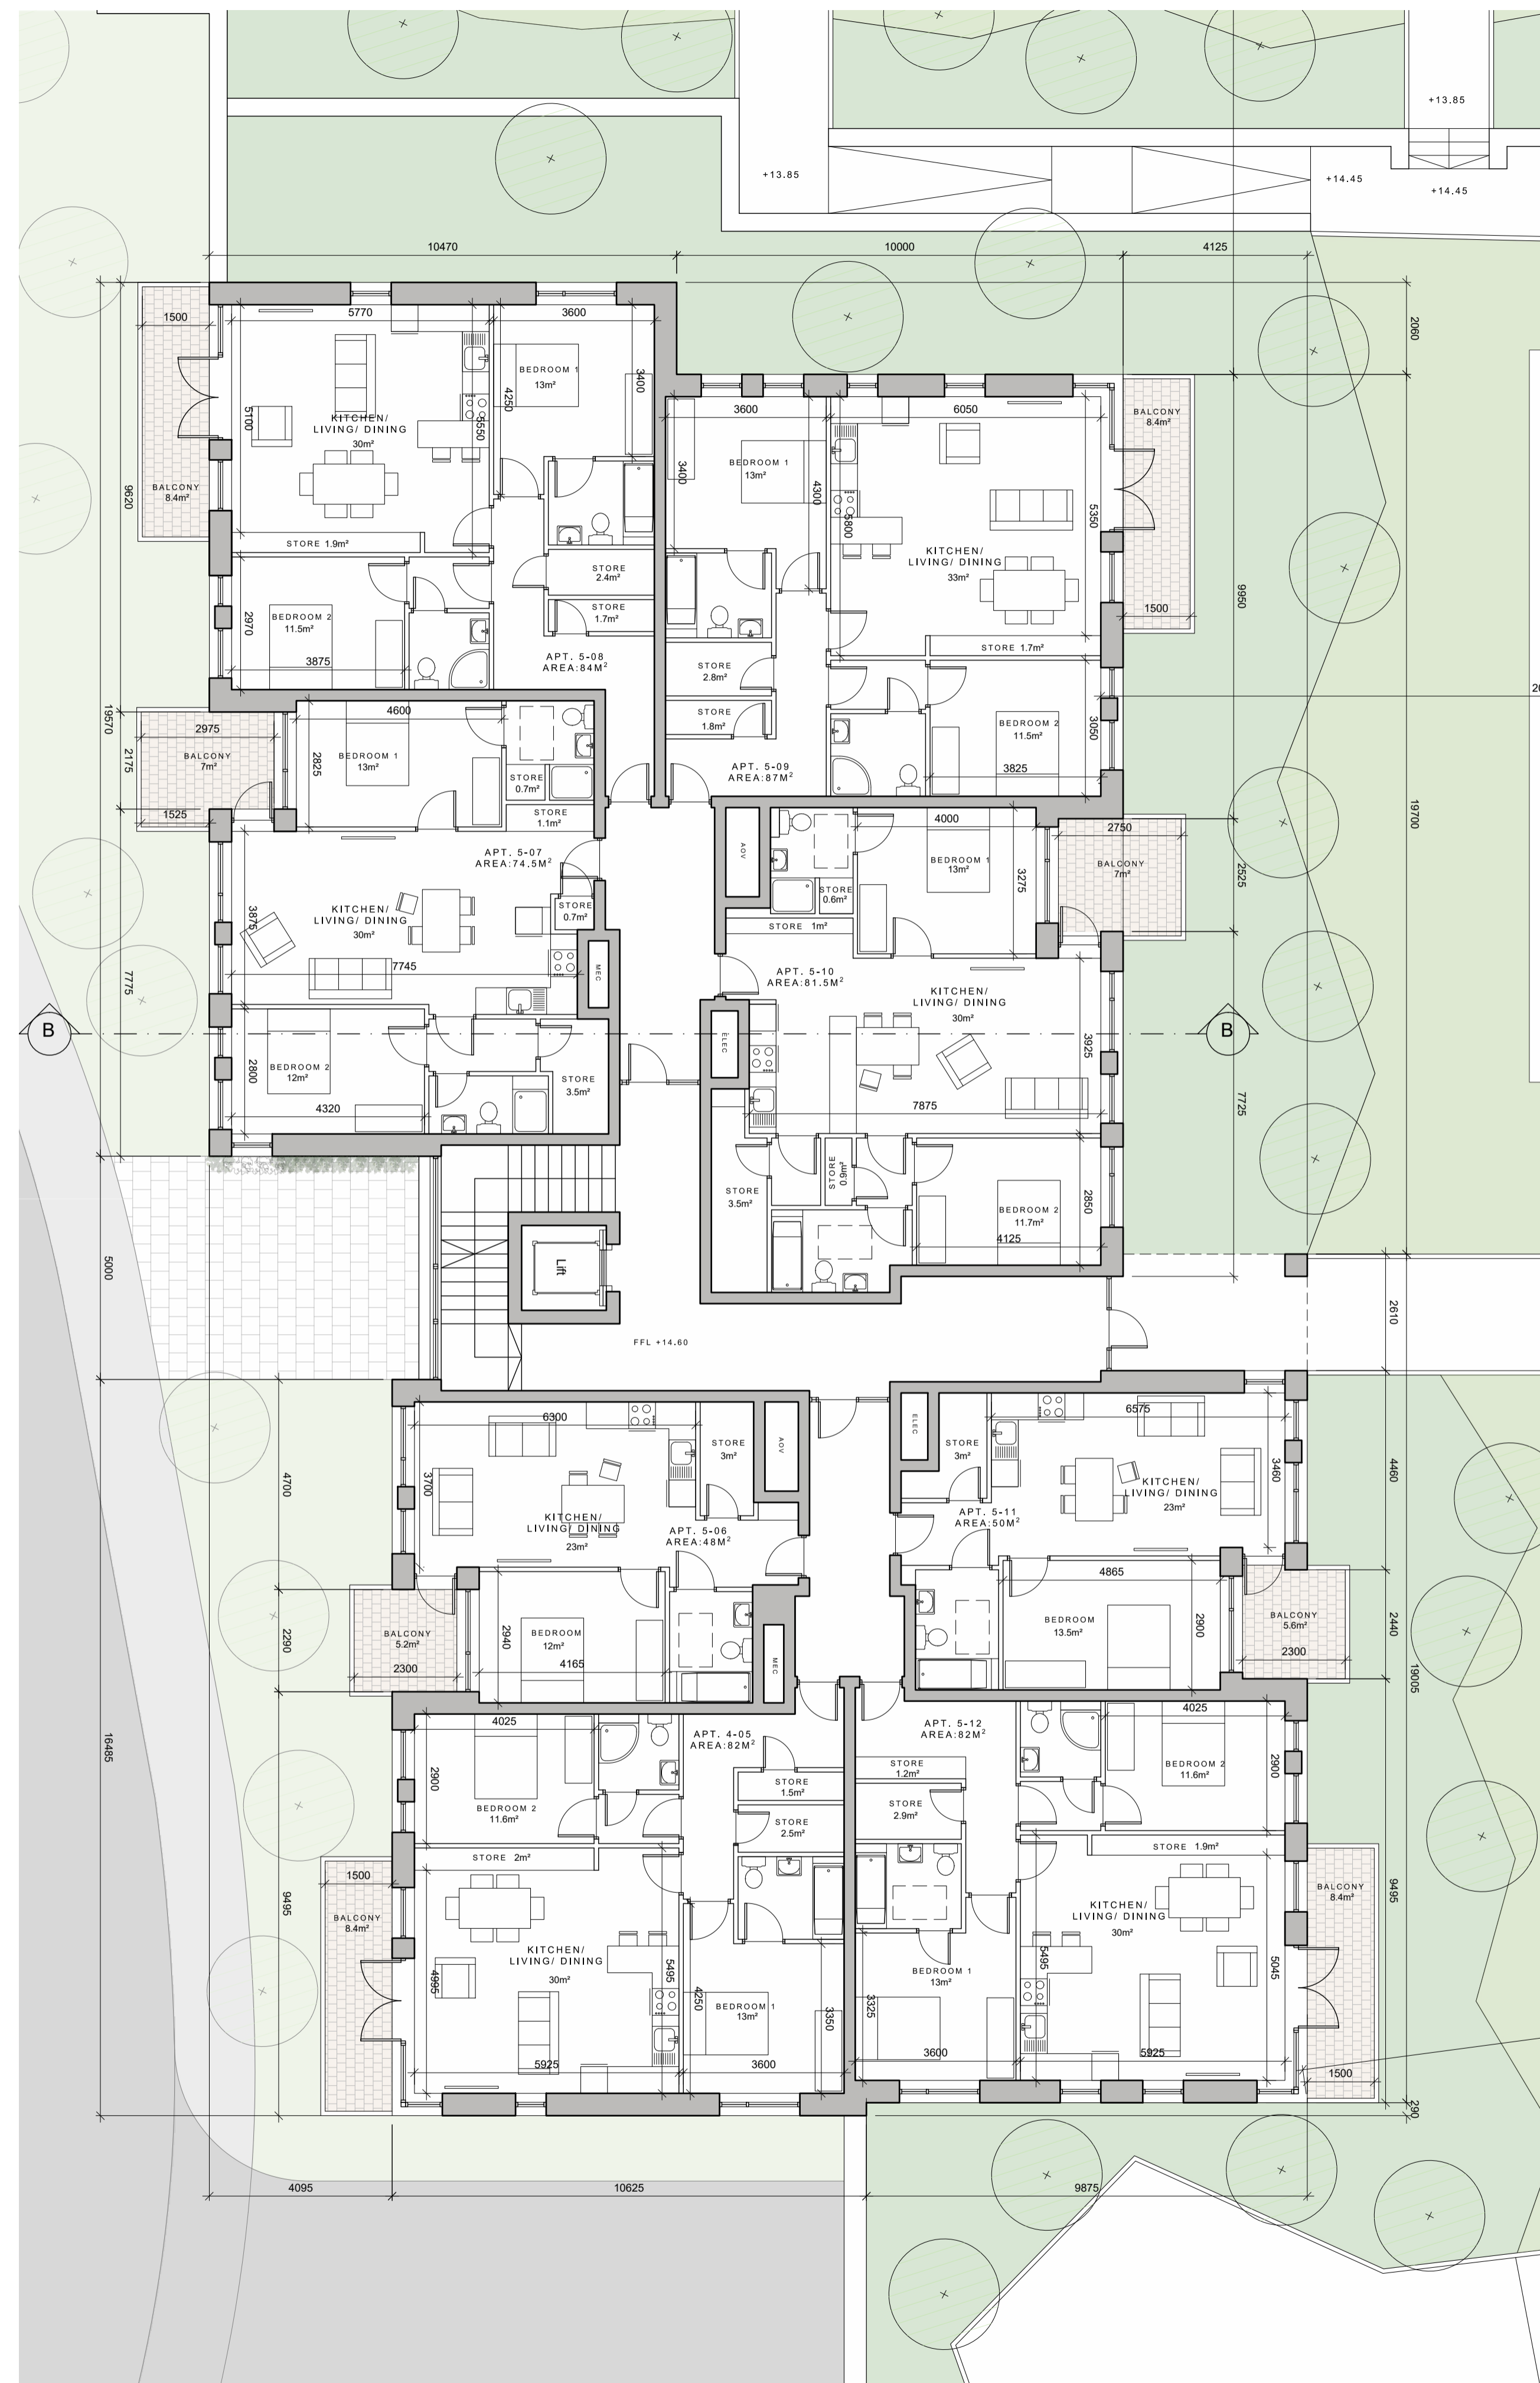 +13.85
+13.85
+14.45
+14.45
10470
10000
4125
2060
1500
5770
3600
BEDROOM 1
13m²
4250
3400
5100
5550
KITCHEN/
LIVING/ DINING
30m²
BALCONY
8.4m²
9620
STORE 1.9m²
STORE
2.4m²
STORE
1.7m²
BEDROOM 2
11.5m²
2970
3875
APT. 5-08
AREA:84M²
3600
6050
BALCONY
8.4m²
BEDROOM 1
13m²
3400
4300
5800
5350
KITCHEN/
LIVING/ DINING
33m²
9950
1500
STORE 1.7m²
STORE
2.8m²
STORE
1.8m²
BEDROOM 2
11.5m²
3050
3825
APT. 5-09
AREA:87M²
19570
2175
2975
BALCONY
7m²
1525
4600
BEDROOM 1
13m²
2825
STORE
0.7m²
STORE
1.1m²
APT. 5-07
AREA:74.5M²
STORE
0.7m²
KITCHEN/
LIVING/ DINING
30m²
3875
7745
MEC
7775
BEDROOM 2
12m²
2800
4320
STORE
3.5m²
B
19700
AOV
4000
2750
BEDROOM 1
13m²
3275
BALCONY
7m²
2525
STORE
0.6m²
STORE 1m²
APT. 5-10
AREA:81.5M²
KITCHEN/
LIVING/ DINING
30m²
ELEC
3925
B
7725
7875
STORE
0.9m²
STORE
3.5m²
BEDROOM 2
11.7m²
2850
4125
5000
Lift
FFL +14.60
2610
4700
6300
STORE
3m²
AOV
3700
KITCHEN/
LIVING/ DINING
23m²
APT. 5-06
AREA:48M²
2290
BALCONY
5.2m²
2300
2940
BEDROOM
12m²
4165
MEC
ELEC
STORE
3m²
6575
3460
4460
KITCHEN/
LIVING/ DINING
23m²
APT. 5-11
AREA:50M²
4865
BEDROOM
13.5m²
2900
BALCONY
5.6m²
2300
2440
19005
16485
4025
APT. 4-05
AREA:82M²
2900
BEDROOM 2
11.6m²
STORE
1.5m²
STORE
2.5m²
STORE 2m²
1500
BALCONY
8.4m²
9495
KITCHEN/
LIVING/ DINING
30m²
4995
5495
4250
BEDROOM 1
13m²
3350
5925
3600
APT. 5-12
AREA:82M²
4025
STORE
1.2m²
BEDROOM 2
11.6m²
2900
STORE
2.9m²
STORE 1.9m²
BALCONY
8.4m²
9495
KITCHEN/
LIVING/ DINING
30m²
BEDROOM 1
13m²
5495
5045
3325
3600
5925
1500
290
4095
10625
9875